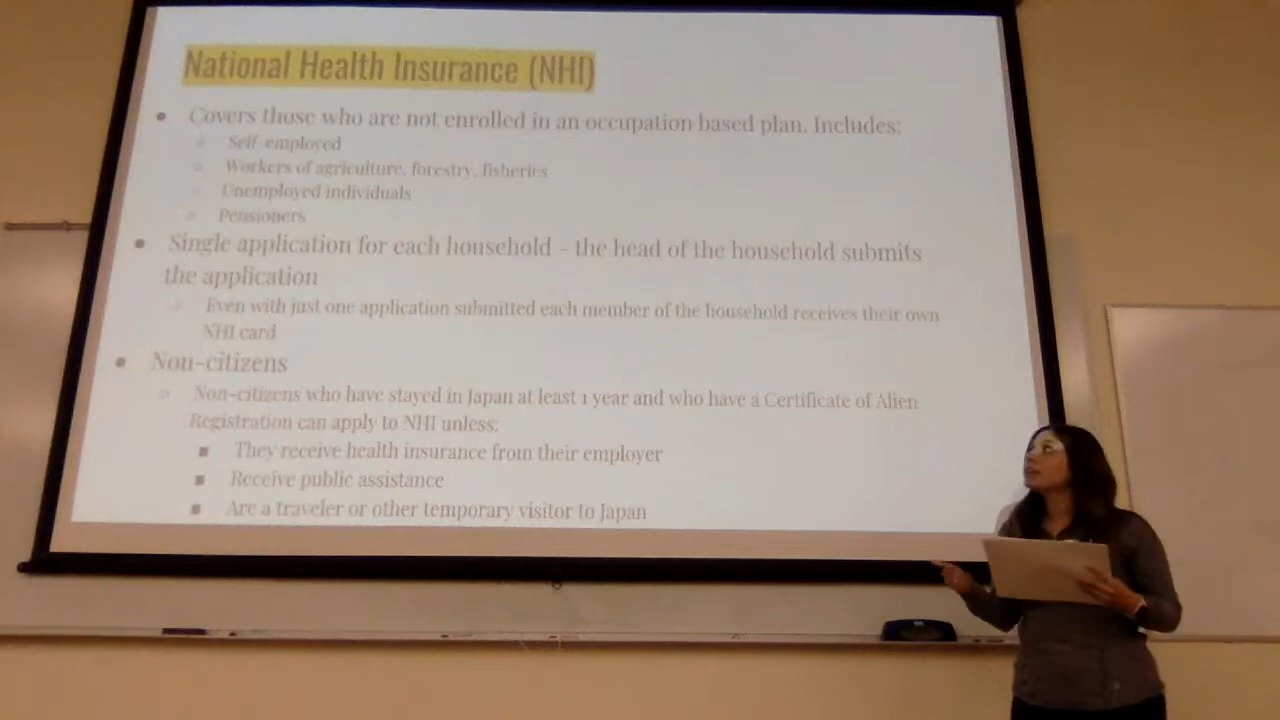 National Health Insurance (NHI)
Covers those who are not enrolled in an occupation based plan. Includes:
Self-employed
Workers of agriculture, forestry, fisheries
Unemployed individuals
Pensioners
Single application for each household - the head of the household submits
the application
Even with just one application submitted each member of the household receives their own
NHI card
Non-citizens
Non-citizens who have stayed in Japan at least 1 year and who have a Certificate of Alien
Registration can apply to NHI unless:
They receive health insurance from their employer
Receive public assistance
Are a traveler or other temporary visitor to Japan